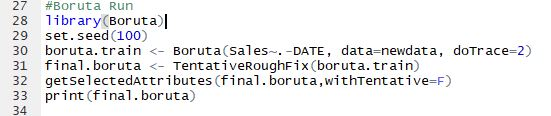 27 #Boruta Run
28 library(Boruta)
29 set.seed(100)
30 boruta.train <- Boruta(Sales~.-DATE, data=newdata, doTrace=2)
31 final.boruta <- TentativeRoughFix(boruta.train)
32 getSelectedAttributes(final.boruta,withTentative=F)
33 print(final.boruta)
34